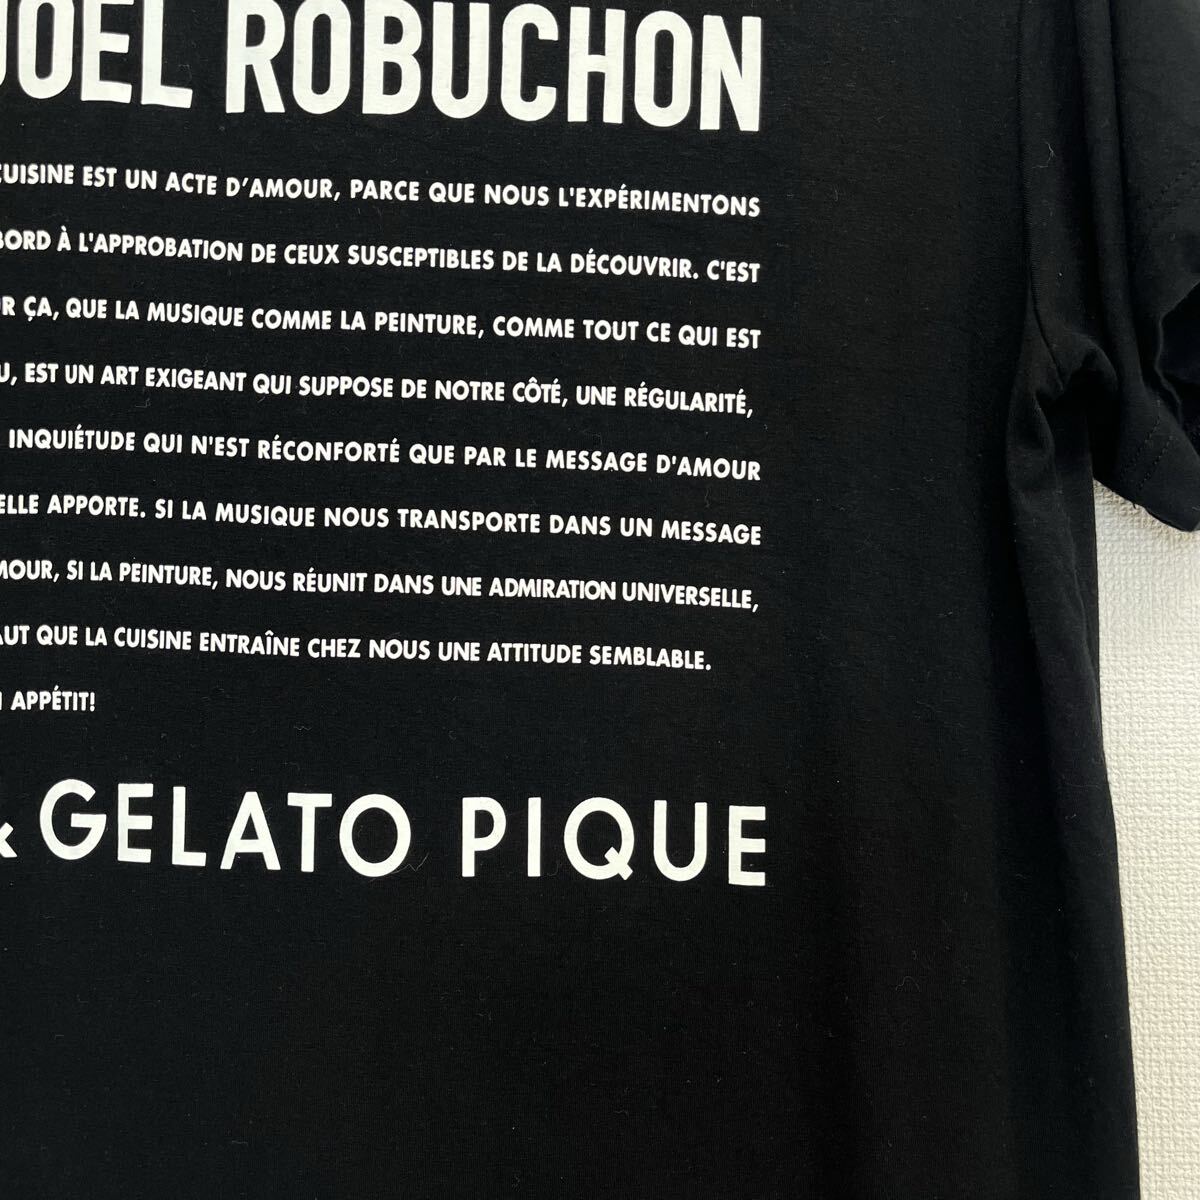 JOËL ROBUCHON
CUISINE EST UN ACTE D'AMOUR, PARCE QUE NOUS L'EXPÉRIMENTONS
À L'APPROBATION DE CEUX SUSCEPTIBLES DE LA DÉCOUVRIR. C'EST
ÇA, QUE LA MUSIQUE COMME LA PEINTURE, COMME TOUT CE QUI EST
EST UN ART EXIGEANT QUI SUPPOSE DE NOTRE CÔTÉ, UNE RÉGULARITÉ,
INQUIÉTUDE QUI N'EST RÉCONFORTÉ QUE PAR LE MESSAGE D'AMOUR
ELLE APPORTE. SI LA MUSIQUE NOUS TRANSPORTE DANS UN MESSAGE
SI LA PEINTURE, NOUS RÉUNIT DANS UNE ADMIRATION UNIVERSELLE,
QUE LA CUISINE ENTRAÎNE CHEZ NOUS UNE ATTITUDE SEMBLABLE.
APPÉTIT!
& GELATO PIQUE